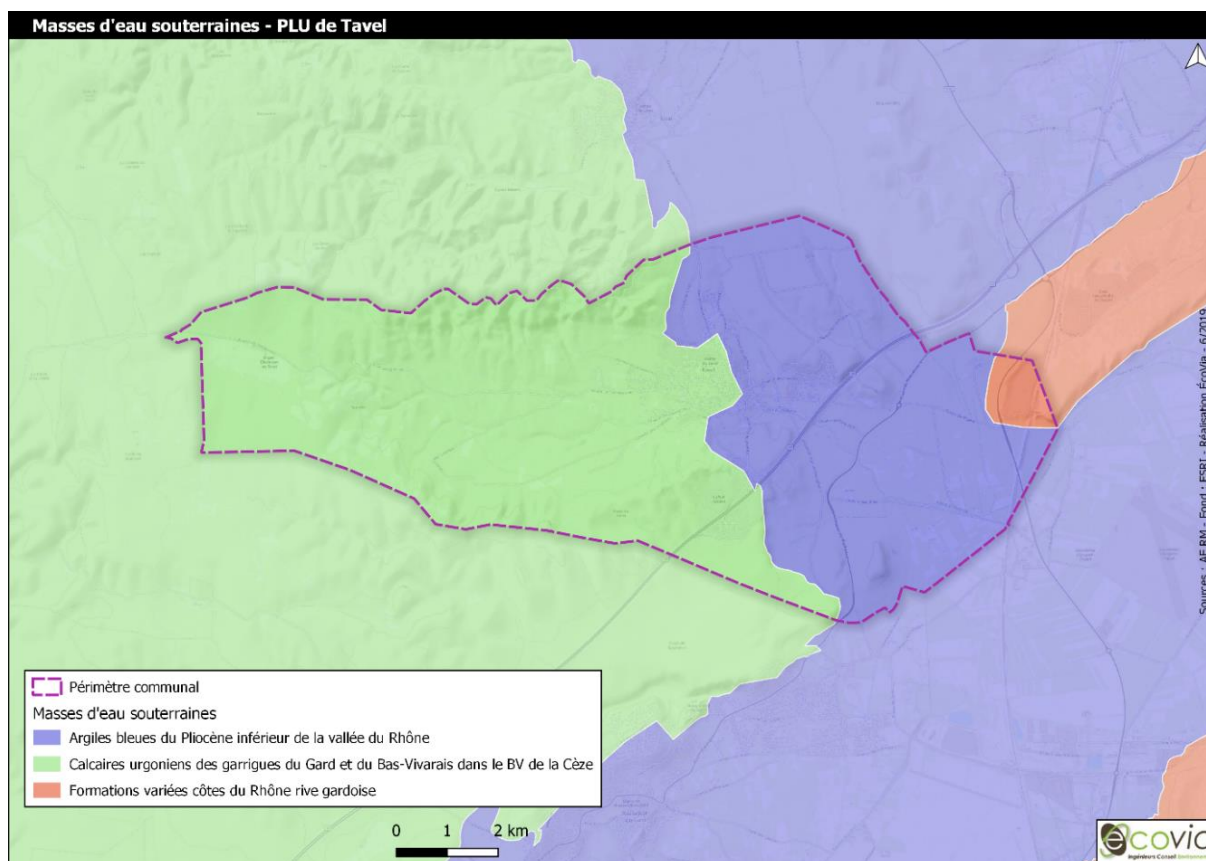 Masses d'eau souterraines - PLU de Tavel
Sources : AE RM - Fond : ESRI - Réalisation ÉcoVia - 6/2019
Périmètre communal
Masses d'eau souterraines
Argiles bleues du Pliocène inférieur de la vallée du Rhône
Calcaires urgoniens des garrigues du Gard et du Bas-Vivarais dans le BV de la Cèze
Formations variées côtes du Rhône rive gardoise
0 1 2 km
écovia
Ingénieurs Conseil